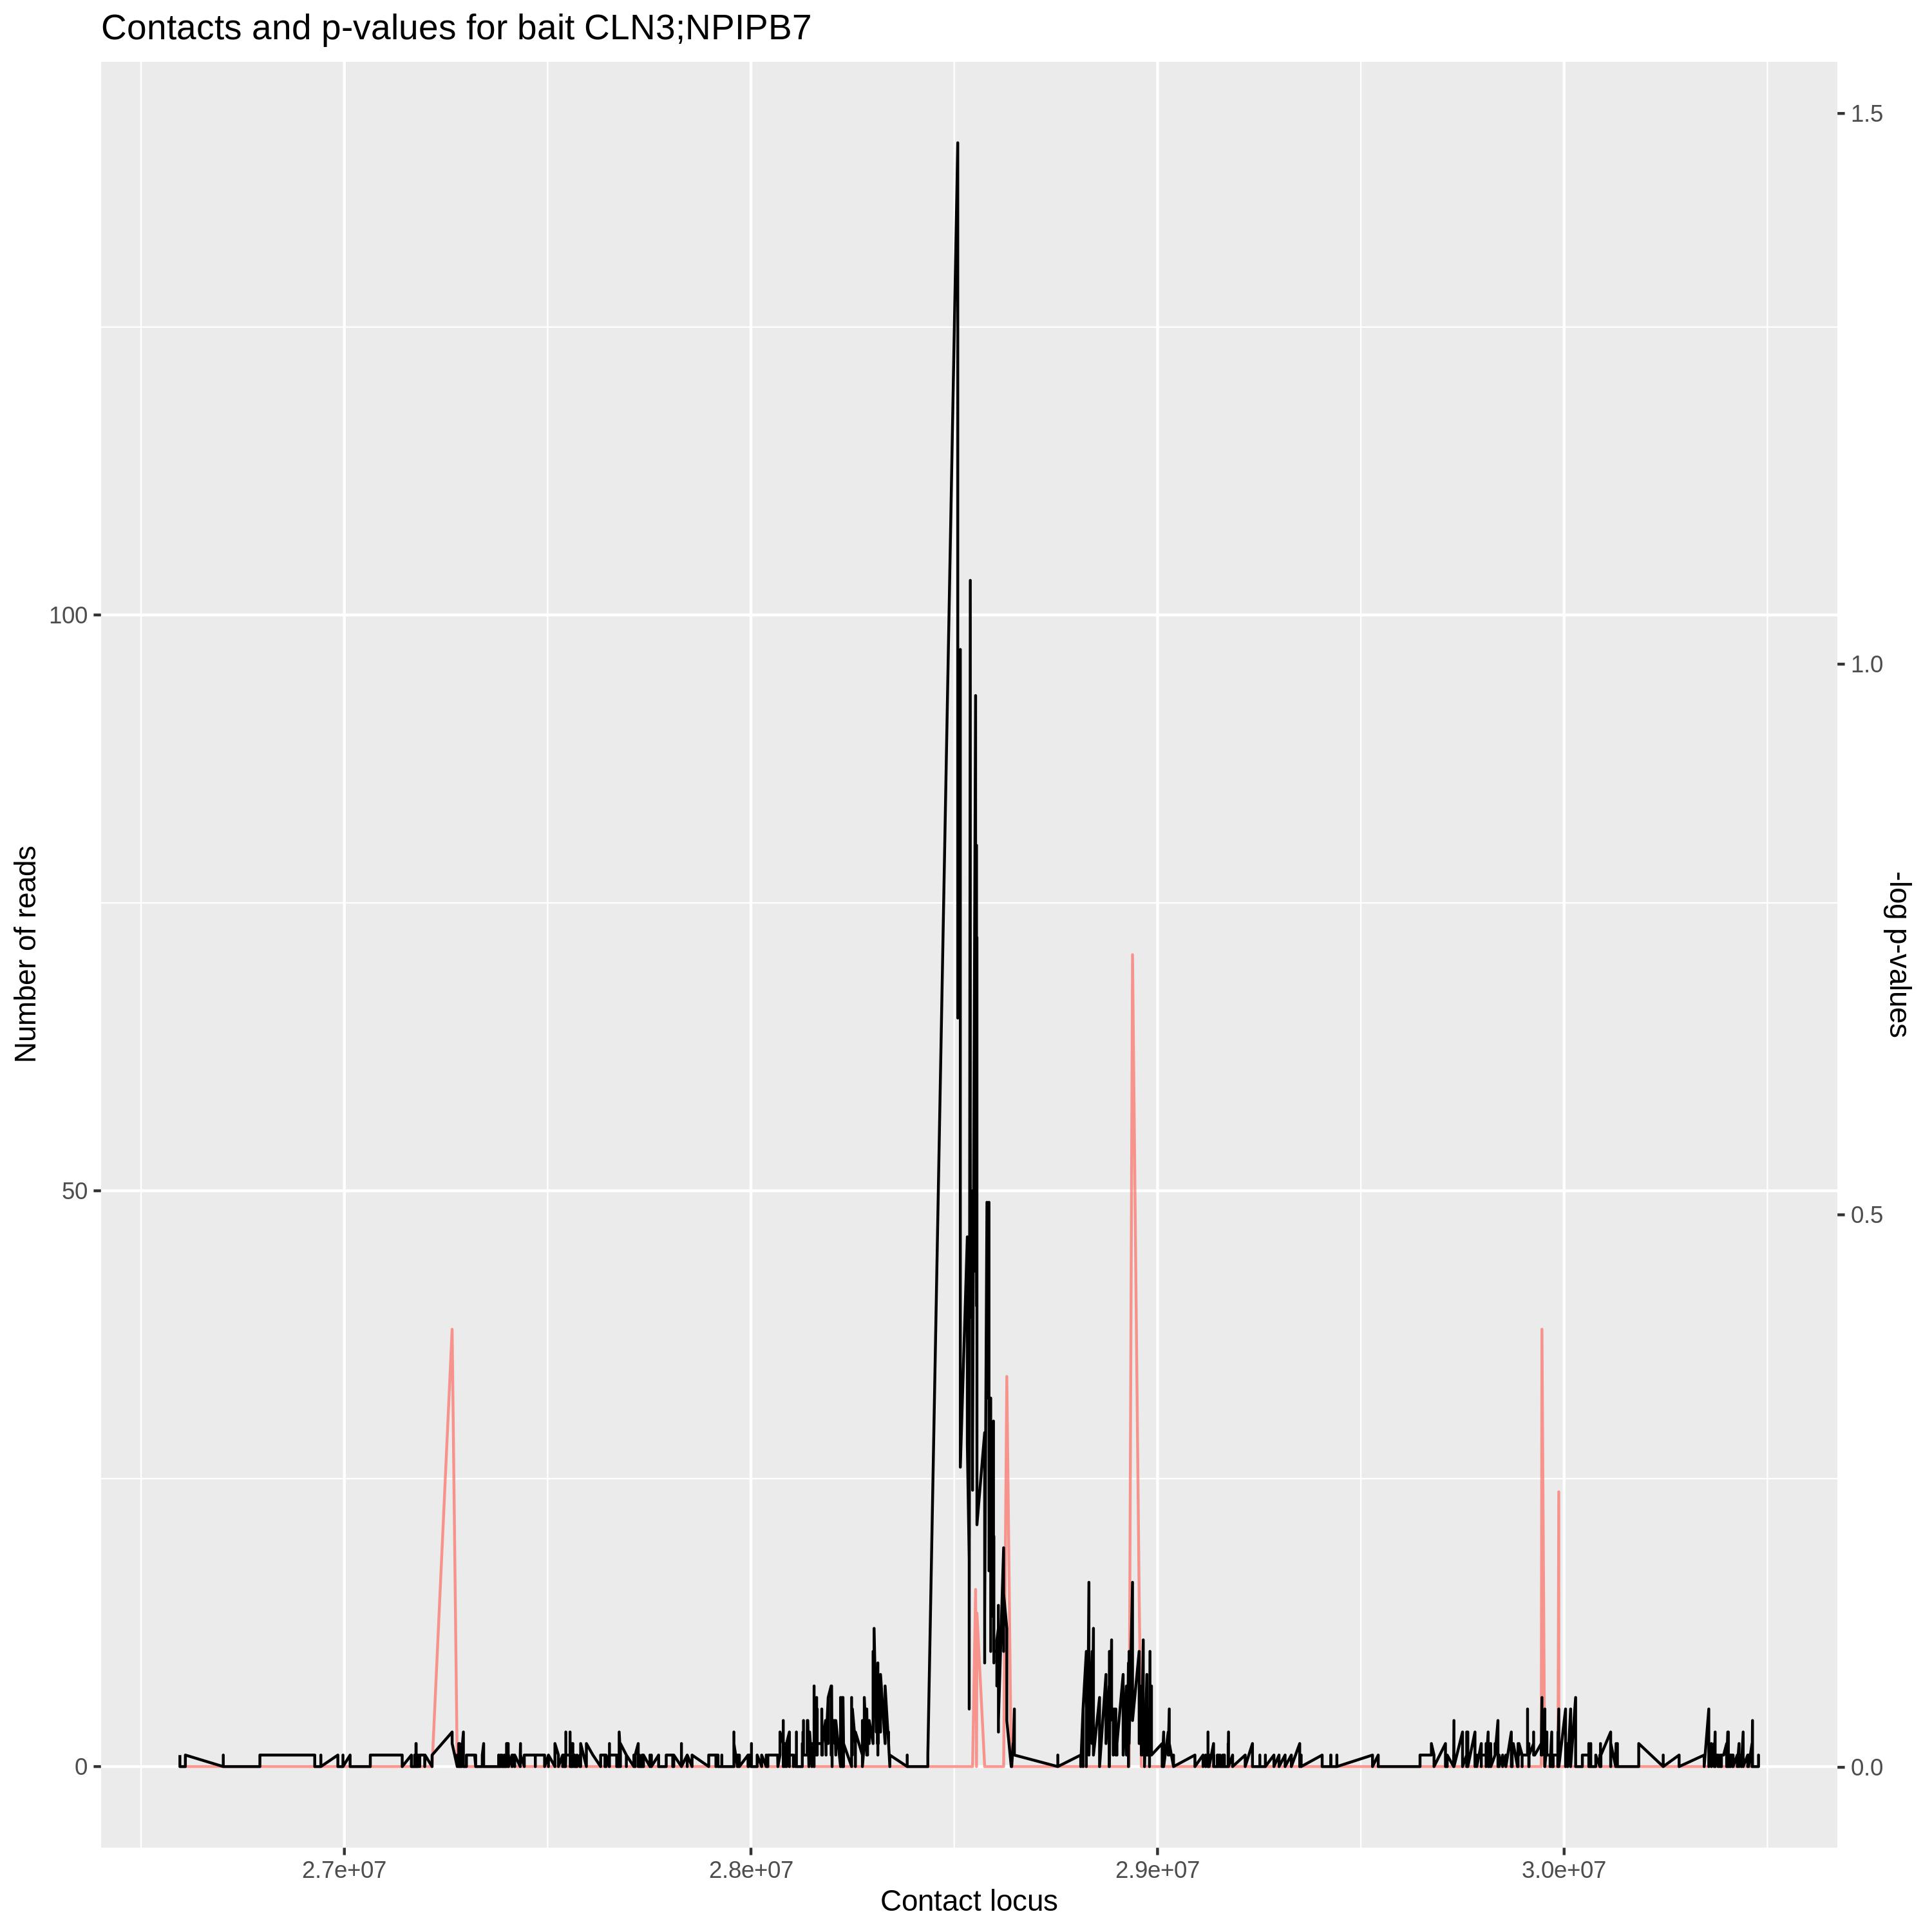 Contacts and p-values for bait CLN3;NPIPB7
Number of reads
100
50
0
1.5
1.0
0.5
0.0
-log p-values
2.7e+07
2.8e+07
2.9e+07
3.0e+07
Contact locus